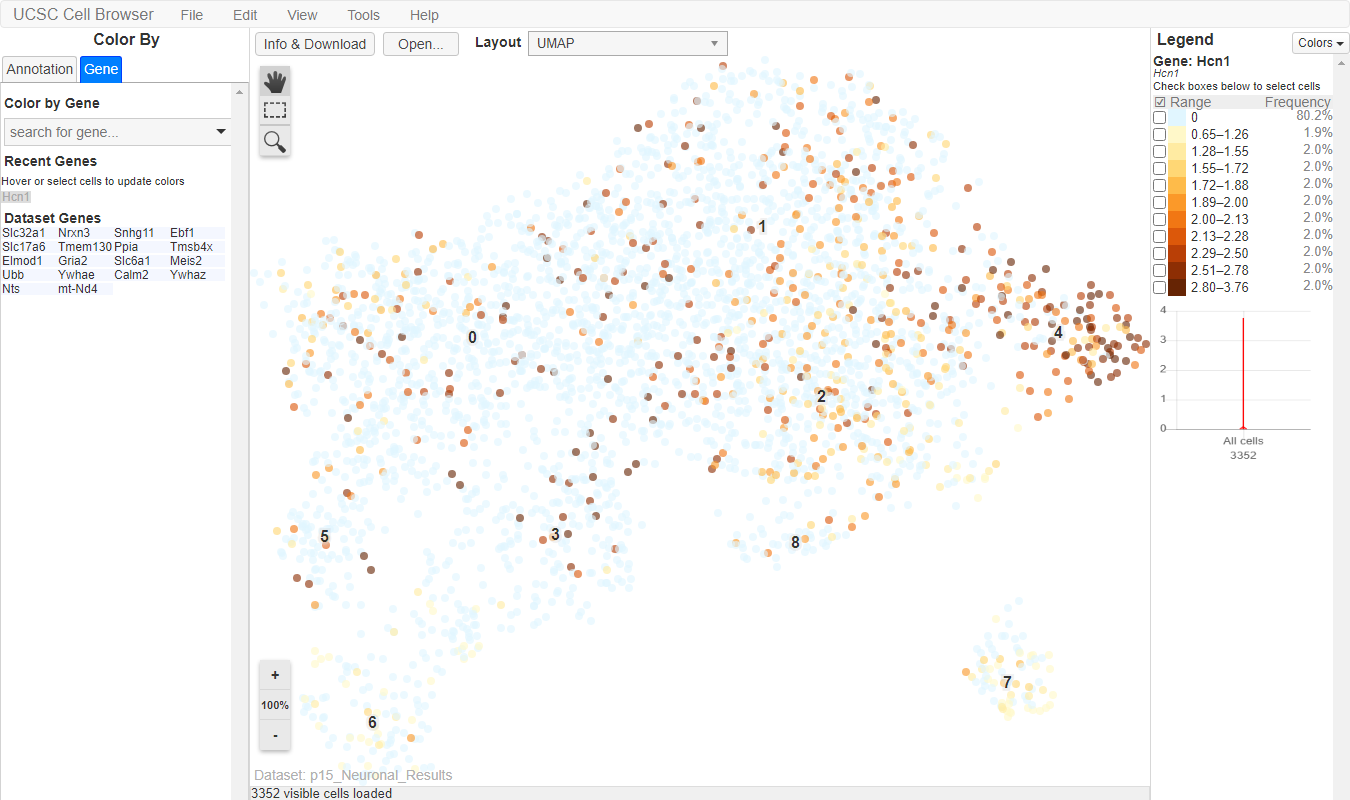 UCSC Cell Browser File Edit View Tools Help
Color By
Annotation Gene
Color by Gene
search for gene...
Recent Genes
Hover or select cells to update colors
Hcn1
Dataset Genes
Slc32a1 Nrxn3 Snhg11 Ebf1
Slc17a6 Tmem130 Ppia Tmsb4x
Elmod1 Gria2 Slc6a1 Meis2
Ubb Ywhae Calm2 Ywhaz
Nts mt-Nd4
Info & Download Open... Layout UMAP
1
0
4
2
5
3
8
7
6
+
100%
-
Dataset: p15_Neuronal_Results
3352 visible cells loaded
Legend Colors
Gene: Hcn1
Hcn1
Check boxes below to select cells
Range Frequency
0 80.2%
0.65–1.26 1.9%
1.28–1.55 2.0%
1.55–1.72 2.0%
1.72–1.88 2.0%
1.89–2.00 2.0%
2.00–2.13 2.0%
2.13–2.28 2.0%
2.29–2.50 2.0%
2.51–2.78 2.0%
2.80–3.76 2.0%
4
3
2
1
0
All cells
3352